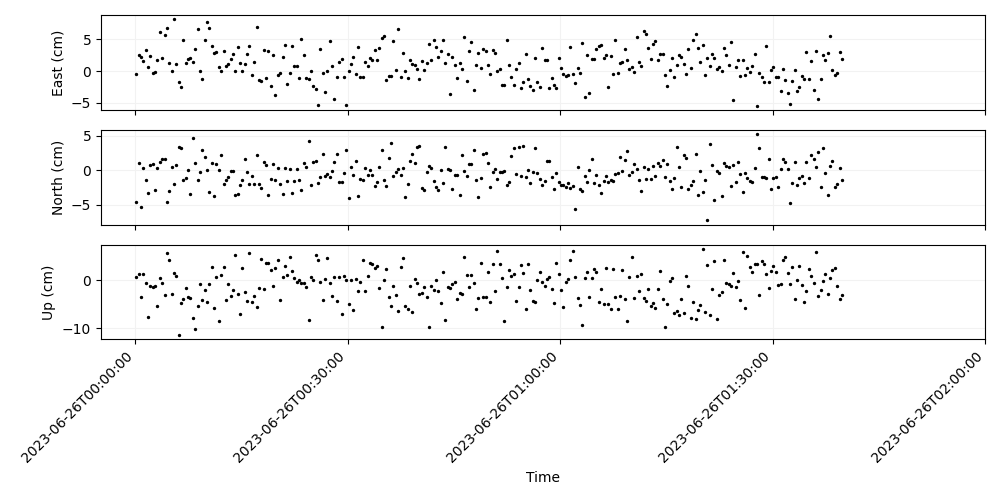 East (cm)
5
0
−5
North (cm)
5
0
−5
Up (cm)
0
−10
2023-06-26T00:00:00
2023-06-26T00:30:00
2023-06-26T01:00:00
2023-06-26T01:30:00
2023-06-26T02:00:00
Time